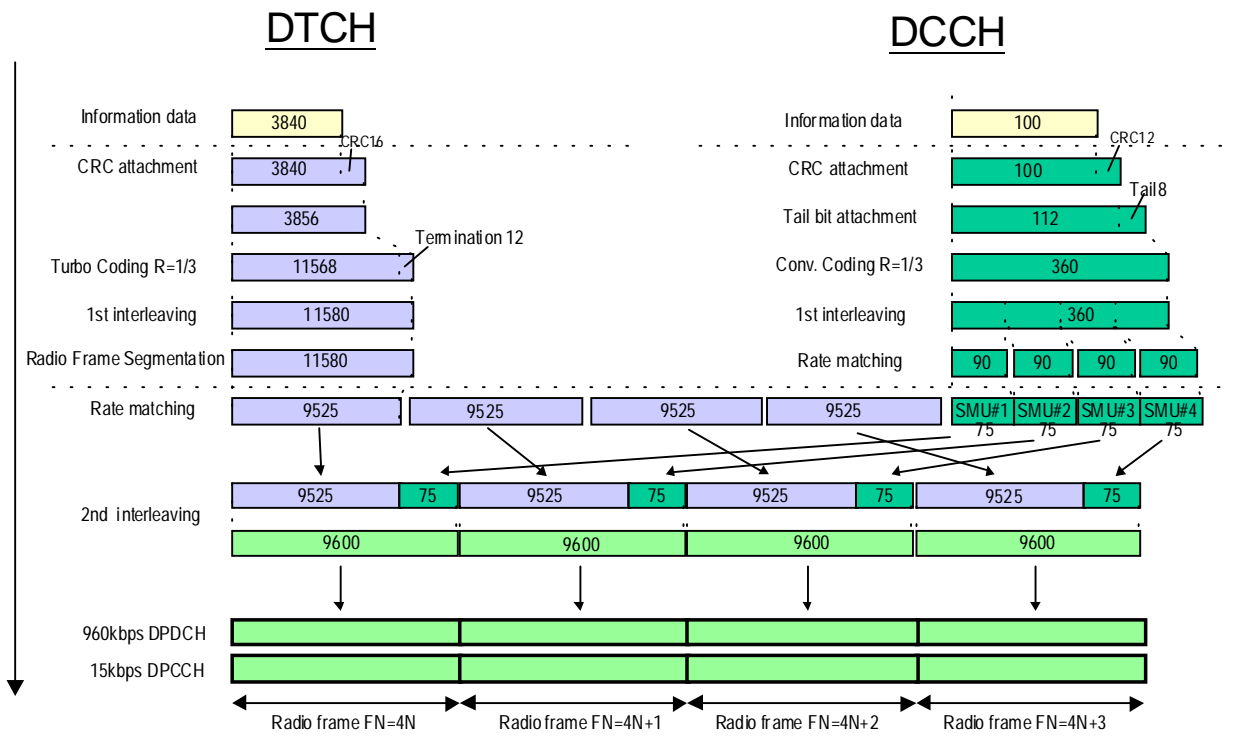 DTCH
DCCH
Information data
3840
Information data
100
CRC16
CRC12
CRC attachment
3840
CRC attachment
100
Tail8
3856
Tail bit attachment
112
Termination 12
Turbo Coding R=1/3
11568
Conv. Coding R=1/3
360
1st interleaving
11580
1st interleaving
360
Radio Frame Segmentation
11580
Rate matching
90
90
90
90
Rate matching
9525
9525
9525
9525
SMU#1
75
SMU#2
75
SMU#3
75
SMU#4
75
9525
75
9525
75
9525
75
9525
75
2nd interleaving
9600
9600
9600
9600
960kbps DPDCH
15kbps DPCCH
Radio frame FN=4N
Radio frame FN=4N+1
Radio frame FN=4N+2
Radio frame FN=4N+3